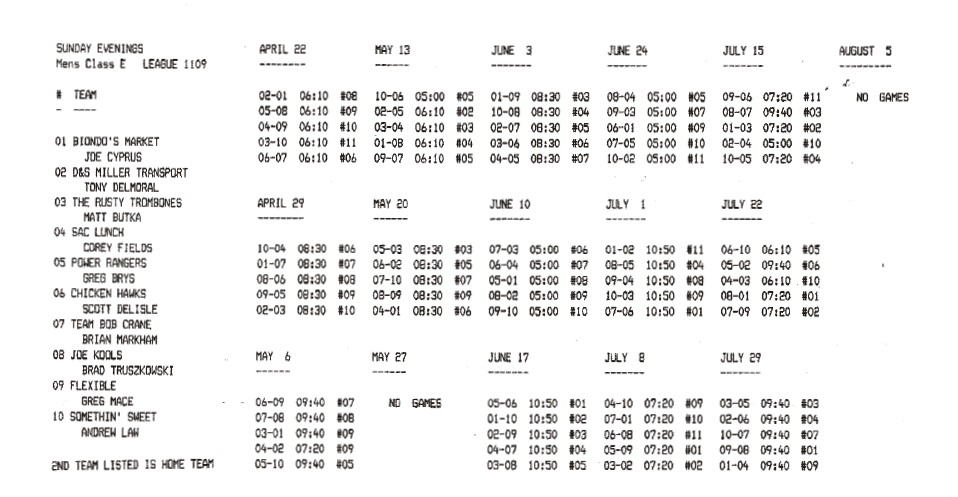 SUNDAY EVENINGS APRIL 22 MAY 13 JUNE 3 JUNE 24 JULY 15 AUGUST 5
Mens Class E LEAGUE 1109 -------- ------ ------- ------- ------- ---------
# TEAM 02-01 06:10 #08 10-06 05:00 #05 01-09 08:30 #03 08-04 05:00 #05 09-06 07:20 #11 NO GAMES
- ---- 05-08 06:10 #09 02-05 06:10 #02 10-08 08:30 #04 09-03 05:00 #07 08-07 09:40 #03
04-09 06:10 #10 03-04 06:10 #03 02-07 08:30 #05 06-01 05:00 #09 01-03 07:20 #02
01 BIONDO'S MARKET 03-10 06:10 #11 01-08 06:10 #04 03-06 08:30 #06 07-05 05:00 #10 02-04 05:00 #10
JOE CYPRUS 06-07 06:10 #06 09-07 06:10 #05 04-05 08:30 #07 10-02 05:00 #11 10-05 07:20 #04
02 D&S MILLER TRANSPORT
TONY DELMORAL
03 THE RUSTY TROMBONES APRIL 29 MAY 20 JUNE 10 JULY 1 JULY 22
MATT BUTKA -------- ------ ------- ------- -------
04 SAC LUNCH
COREY FIELDS 10-04 08:30 #06 05-03 08:30 #03 07-03 05:00 #06 01-02 10:50 #11 06-10 06:10 #05
05 POWER RANGERS 01-07 08:30 #07 06-02 08:30 #05 06-04 05:00 #07 08-05 10:50 #04 05-02 09:40 #06
GREG BRYS 08-06 08:30 #08 07-10 08:30 #07 05-01 05:00 #08 09-04 10:50 #08 04-03 06:10 #10
06 CHICKEN HAWKS 09-05 08:30 #09 08-09 08:30 #09 08-02 05:00 #09 10-03 10:50 #09 08-01 07:20 #01
SCOTT DELISLE 02-03 08:30 #10 04-01 08:30 #06 09-10 05:00 #10 07-06 10:50 #01 07-09 07:20 #02
07 TEAM BOB CRANE
BRIAN MARKHAM
08 JOE KOOLS MAY 6 MAY 27 JUNE 17 JULY 8 JULY 29
BRAD TRUSZKOWSKI ------ ------ ------- ------- -------
09 FLEXIBLE
GREG MACE 06-09 09:40 #07 NO GAMES 05-06 10:50 #01 04-10 07:20 #09 03-05 09:40 #03
10 SOMETHIN' SWEET 07-08 09:40 #08 01-10 10:50 #02 07-01 07:20 #10 02-06 09:40 #04
ANDREW LAW 03-01 09:40 #09 02-09 10:50 #03 06-08 07:20 #11 10-07 09:40 #07
04-02 07:20 #09 04-07 10:50 #04 05-09 07:20 #01 09-08 09:40 #01
2ND TEAM LISTED IS HOME TEAM 05-10 09:40 #05 03-08 10:50 #05 03-02 07:20 #02 01-04 09:40 #09